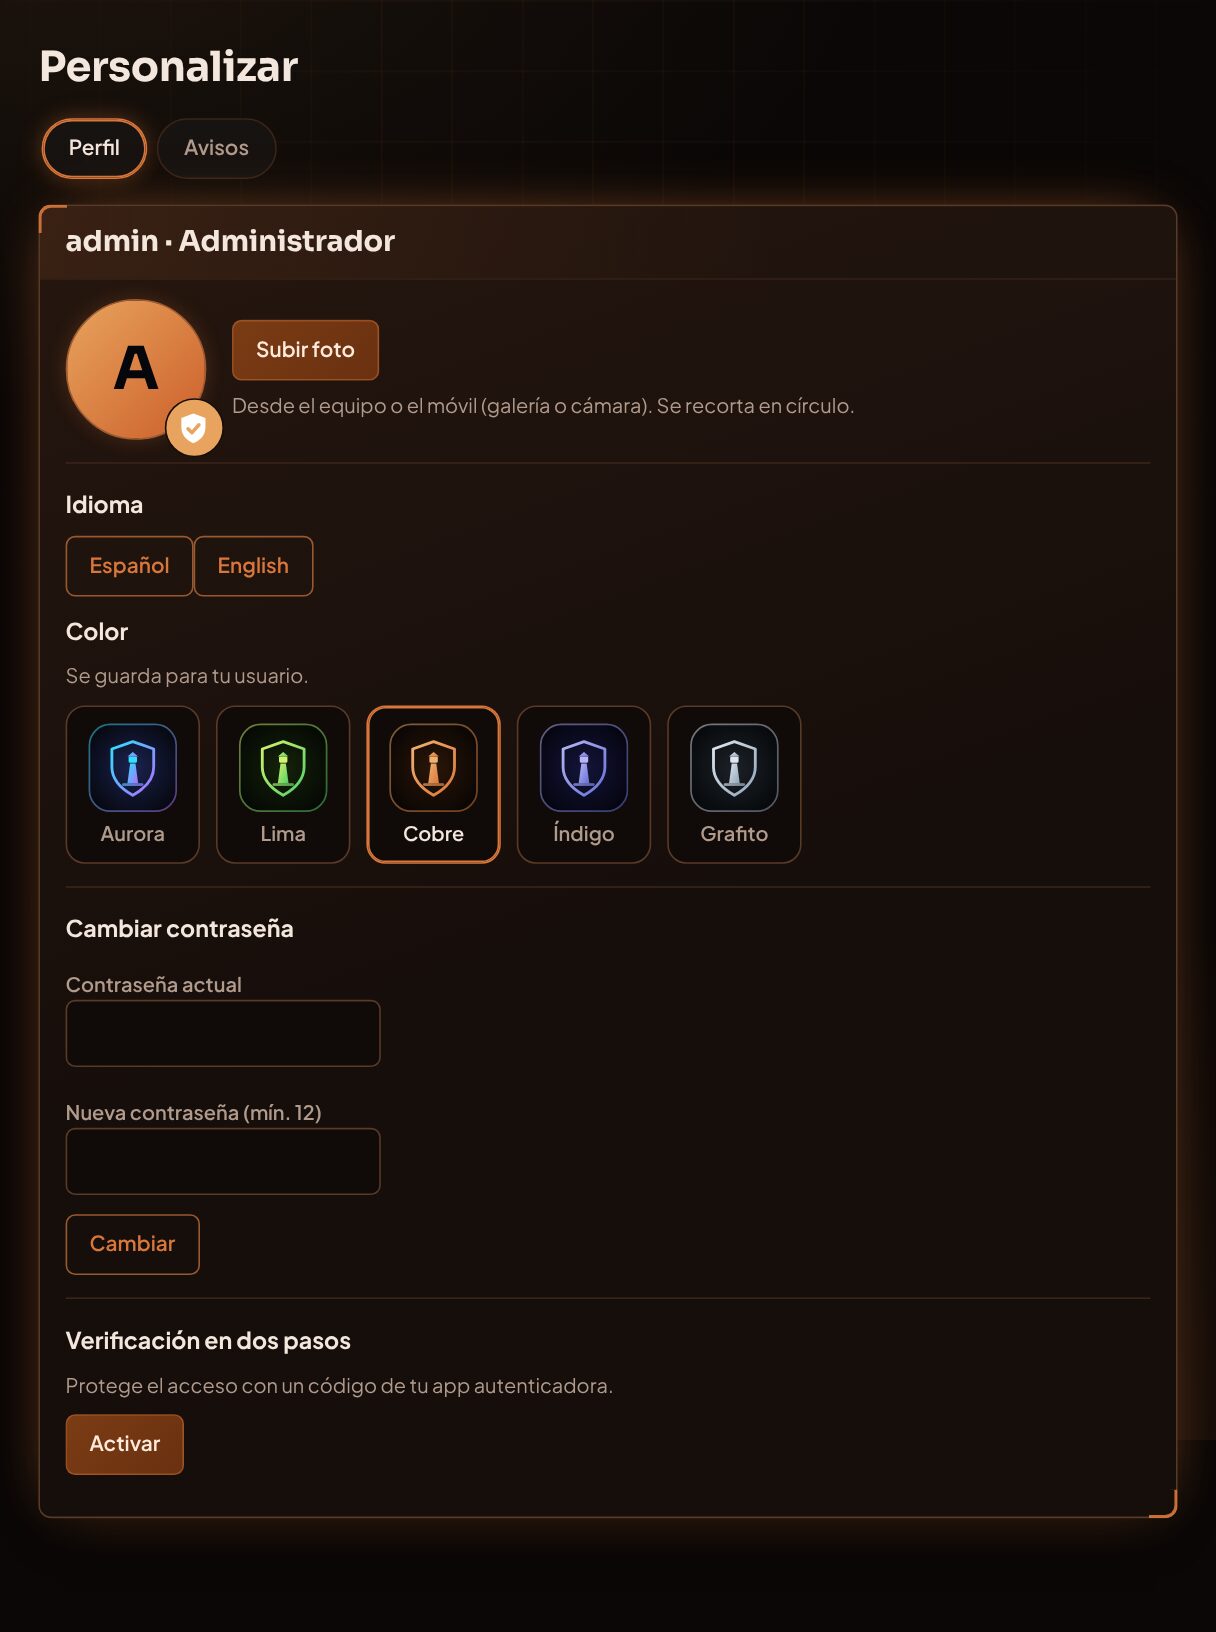 Personalizar
Perfil Avisos
admin · Administrador
A
Subir foto
Desde el equipo o el móvil (galería o cámara). Se recorta en círculo.
Idioma
Español English
Color
Se guarda para tu usuario.
Aurora Lima Cobre Índigo Grafito
Cambiar contraseña
Contraseña actual
Nueva contraseña (mín. 12)
Cambiar
Verificación en dos pasos
Protege el acceso con un código de tu app autenticadora.
Activar